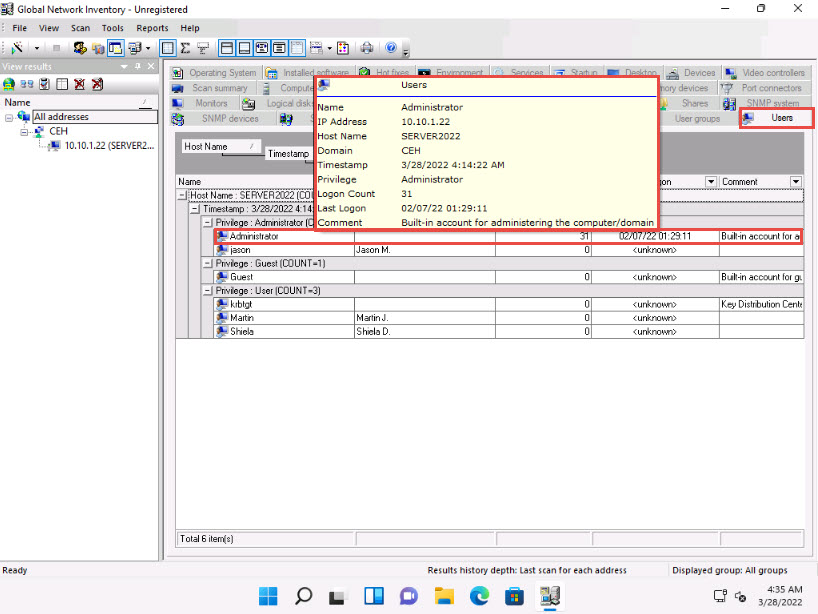 Global Network Inventory - Unregistered
File View Scan Tools Reports Help
View results
Name
All addresses
CEH
10.10.1.22 (SERVER2...
Operating System Installed software Hot fixes Environment Services Startup Desktop Devices Video controllers
Scan summary Compute mory devices Port connectors
Monitors Logical disks Shares SNMP system
SNMP devices User groups Users
Host Name
Timestamp
Users
Name Administrator
IP Address 10.10.1.22
Host Name SERVER2022
Domain CEH
Timestamp 3/28/2022 4:14:22 AM
Privilege Administrator
Logon Count 31
Last Logon 02/07/22 01:29:11
Comment Built-in account for administering the computer/domain
Name gon Comment
Host Name : SERVER2022 (COU
Timestamp : 3/28/2022 4:14:
Privilege : Administrator (C
Administrator 31 02/07/22 01:29:11 Built-in account for a
jason Jason M. 0 <unknown>
Privilege : Guest (COUNT=1)
Guest 0 <unknown> Built-in account for gu
Privilege : User (COUNT=3)
krbtgt 0 <unknown> Key Distribution Cente
Martin Martin J. 0 <unknown>
Shiela Shiela D. 0 <unknown>
Total 6 item(s)
Ready Results history depth: Last scan for each address Displayed group: All groups
4:35 AM
3/28/2022